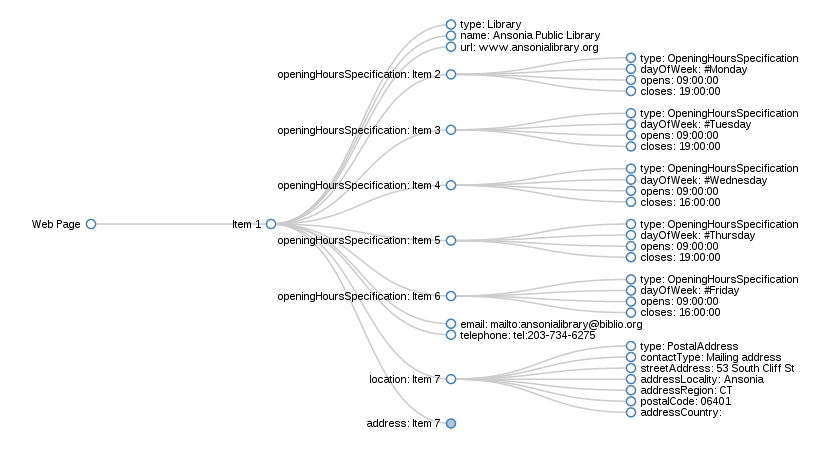 type: Library
name: Ansonia Public Library
url: www.ansonialibrary.org
openingHoursSpecification: Item 2
type: OpeningHoursSpecification
dayOfWeek: #Monday
opens: 09:00:00
closes: 19:00:00
openingHoursSpecification: Item 3
type: OpeningHoursSpecification
dayOfWeek: #Tuesday
opens: 09:00:00
closes: 19:00:00
openingHoursSpecification: Item 4
type: OpeningHoursSpecification
dayOfWeek: #Wednesday
opens: 09:00:00
closes: 16:00:00
Web Page
Item 1
openingHoursSpecification: Item 5
type: OpeningHoursSpecification
dayOfWeek: #Thursday
opens: 09:00:00
closes: 19:00:00
openingHoursSpecification: Item 6
type: OpeningHoursSpecification
dayOfWeek: #Friday
opens: 09:00:00
closes: 16:00:00
email: mailto:ansonialibrary@biblio.org
telephone: tel:203-734-6275
location: Item 7
type: PostalAddress
contactType: Mailing address
streetAddress: 53 South Cliff St
addressLocality: Ansonia
addressRegion: CT
postalCode: 06401
addressCountry:
address: Item 7